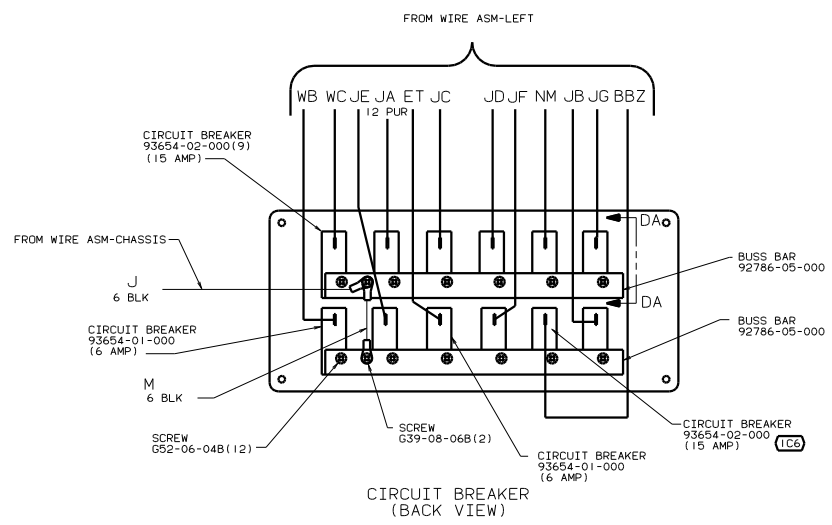 FROM WIRE ASM-LEFT
WB WC JE JA ET JC JD JF NM JB JG BBZ
12 PUR
CIRCUIT BREAKER
93654-02-000(9)
(15 AMP)
DA
FROM WIRE ASM-CHASSIS
BUSS BAR
92786-05-000
J
6 BLK
DA
CIRCUIT BREAKER
93654-01-000
(6 AMP)
BUSS BAR
92786-05-000
M
6 BLK
SCREW
G52-06-04B(12)
SCREW
G39-08-06B(2)
CIRCUIT BREAKER
93654-02-000
(15 AMP)
1C6
CIRCUIT BREAKER
93654-01-000
(6 AMP)
CIRCUIT BREAKER
(BACK VIEW)